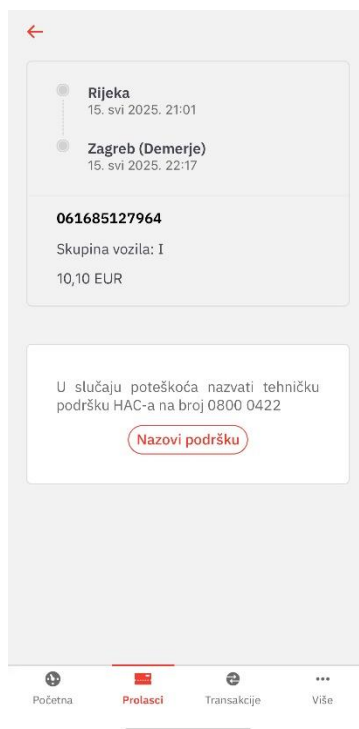 Rijeka
15. svi 2025. 21:01
Zagreb (Demerje)
15. svi 2025. 22:17
061685127964
Skupina vozila: I
10,10 EUR
U slučaju poteškoća nazvati tehničku
podršku HAC-a na broj 0800 0422
Nazovi podršku
Početna
Prolasci
Transakcije
Više